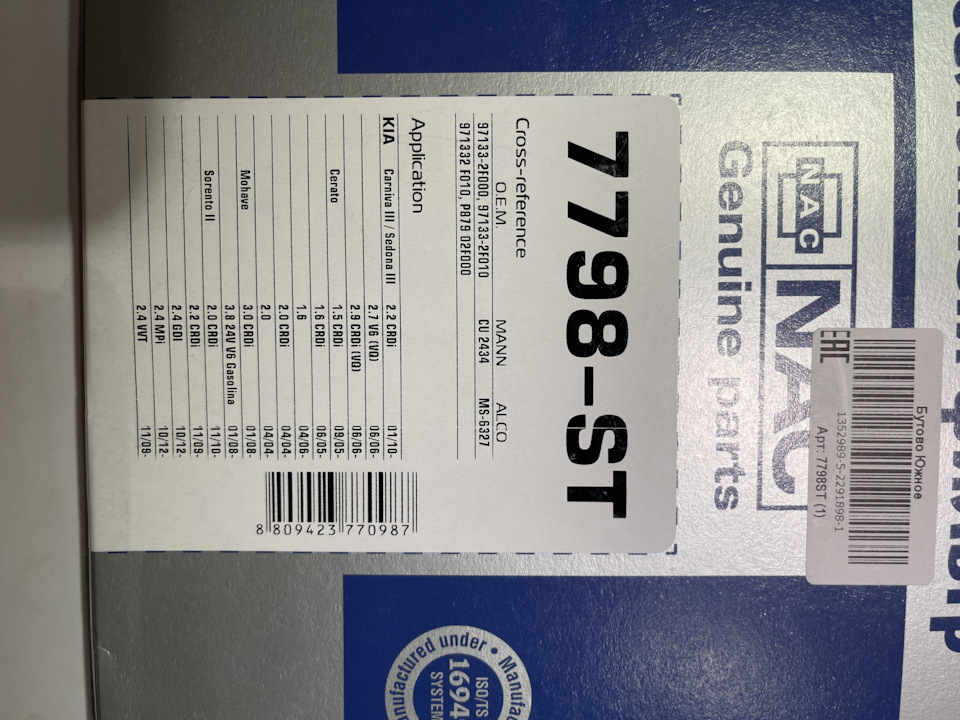 NAC NAC
Genuine parts
7798-ST
Cross-reference
O.E.M. MANN ALCO
97133-2F000, 97133-2F010 CU 2434 MS-6327
971332 F010, P879 02F000
Application
KIA Carniva III / Sedona III 2.2 CRDi 01/10-
2.7 V6 (VQ) 06/06-
2.9 CRDi (VQ) 06/06-
Cerato 1.5 CRDi 09/05-
1.6 CRDi 06/05-
1.6 04/06-
2.0 CRDi 04/04-
2.0 04/04-
Mohave 3.0 CRDi 01/08-
3.8 24V V6 Gasolina 01/08-
Sorento II 2.0 CRDi 11/10-
2.2 CRDi 11/09-
2.4 GDI 10/12-
2.4 MPi 10/12-
2.4 VVT 11/09-
8 809423 770987
Бутово Южное
1352989-5-2291898-1
Арт: 7798ST (1)
EAC
Manufactured under
ISO/TS
1694
SYSTEM